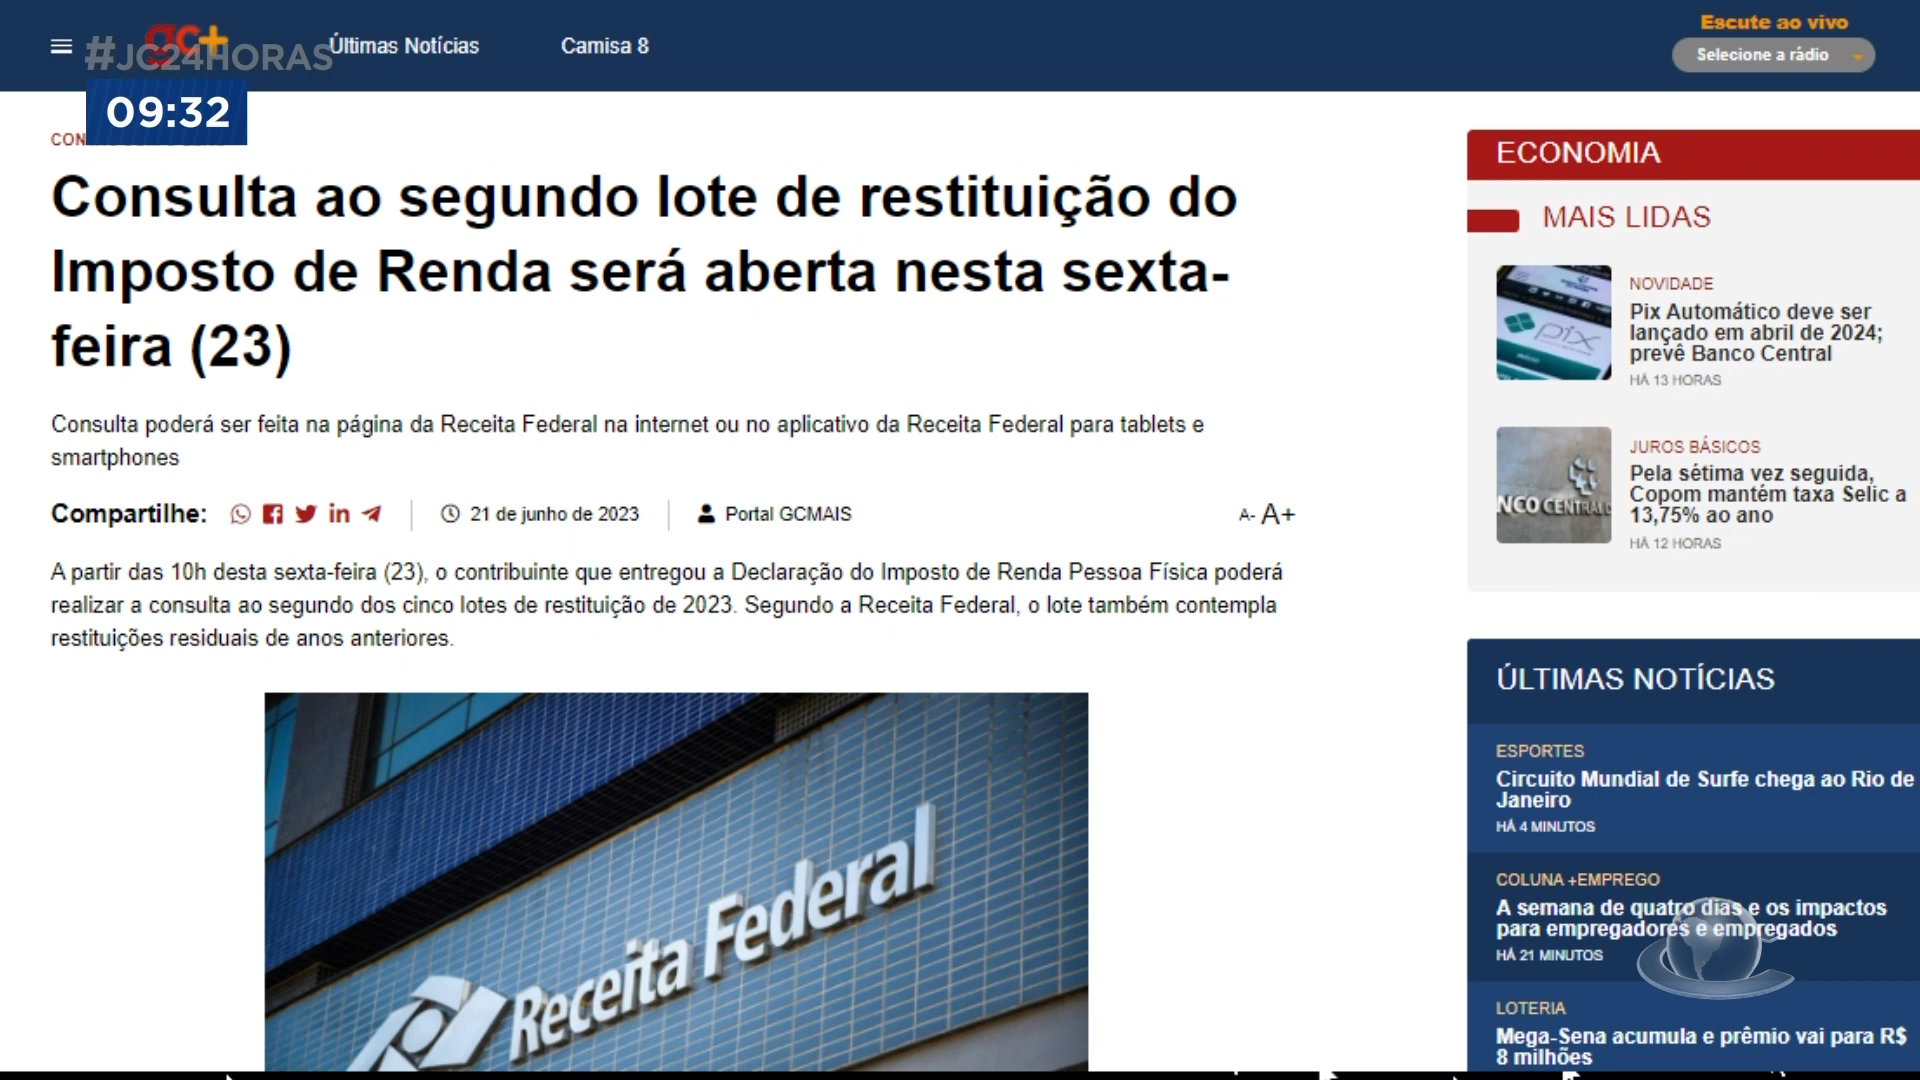 gc+
#JC24HORAS
Últimas Notícias
Camisa 8
Escute ao vivo
Selecione a rádio
09:32
Consulta ao segundo lote de restituição do
Imposto de Renda será aberta nesta sexta-
feira (23)
Consulta poderá ser feita na página da Receita Federal na internet ou no aplicativo da Receita Federal para tablets e
smartphones
Compartilhe:
21 de junho de 2023
Portal GCMAIS
A- A+
A partir das 10h desta sexta-feira (23), o contribuinte que entregou a Declaração do Imposto de Renda Pessoa Física poderá
realizar a consulta ao segundo dos cinco lotes de restituição de 2023. Segundo a Receita Federal, o lote também contempla
restituições residuais de anos anteriores.
Receita Federal
ECONOMIA
MAIS LIDAS
pix
NOVIDADE
Pix Automático deve ser
lançado em abril de 2024;
prevê Banco Central
HÁ 13 HORAS
NCO CENTRAL
JUROS BÁSICOS
Pela sétima vez seguida,
Copom mantém taxa Selic a
13,75% ao ano
HÁ 12 HORAS
ÚLTIMAS NOTÍCIAS
ESPORTES
Circuito Mundial de Surfe chega ao Rio de
Janeiro
HÁ 4 MINUTOS
COLUNA +EMPREGO
A semana de quatro dias e os impactos
para empregadores e empregados
HÁ 21 MINUTOS
LOTERIA
Mega-Sena acumula e prêmio vai para R$
8 milhões